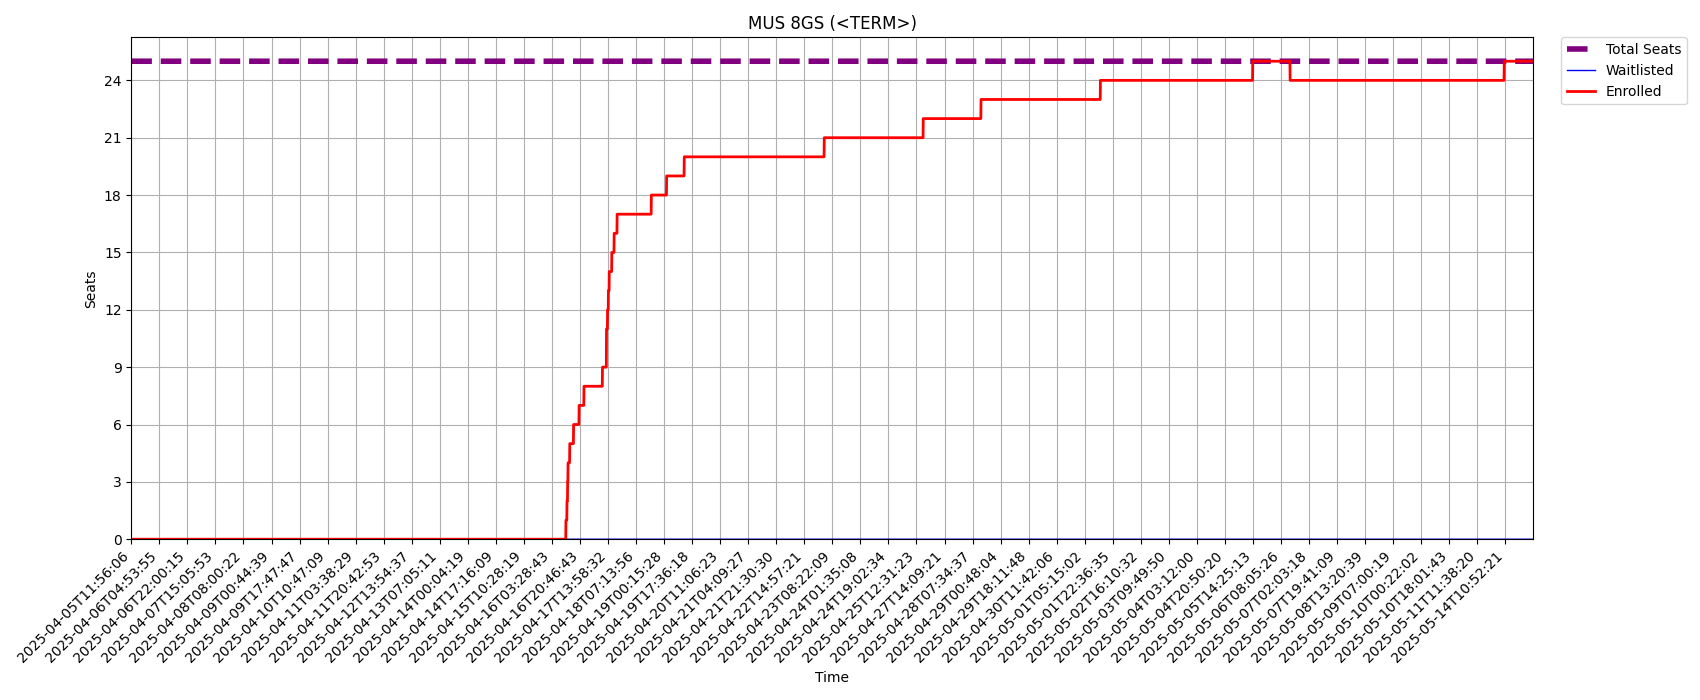 MUS 8GS (<TERM>)
Total Seats
Waitlisted
Enrolled
24
21
18
15
12
9
6
3
0
Seats
2025-04-05T11:56:06
2025-04-06T04:53:55
2025-04-06T22:00:15
2025-04-07T15:05:53
2025-04-08T08:00:22
2025-04-09T00:44:39
2025-04-09T17:47:47
2025-04-10T10:47:09
2025-04-11T03:38:29
2025-04-11T20:42:53
2025-04-12T13:54:37
2025-04-13T07:05:11
2025-04-14T00:04:19
2025-04-14T17:16:09
2025-04-15T10:28:19
2025-04-16T03:28:43
2025-04-16T20:46:43
2025-04-17T13:58:32
2025-04-18T07:13:56
2025-04-19T00:15:28
2025-04-19T17:36:18
2025-04-20T11:06:23
2025-04-21T04:09:27
2025-04-21T21:30:30
2025-04-22T14:57:21
2025-04-23T08:22:09
2025-04-24T01:35:08
2025-04-24T19:02:34
2025-04-25T12:31:23
2025-04-27T14:09:21
2025-04-28T07:34:37
2025-04-29T00:48:04
2025-04-29T18:11:48
2025-04-30T11:42:06
2025-05-01T05:15:02
2025-05-01T22:36:35
2025-05-02T16:10:32
2025-05-03T09:49:50
2025-05-04T03:12:00
2025-05-04T20:50:20
2025-05-05T14:25:13
2025-05-06T08:05:26
2025-05-07T02:03:18
2025-05-07T19:41:09
2025-05-08T13:20:39
2025-05-09T07:00:19
2025-05-10T00:22:02
2025-05-10T18:01:43
2025-05-11T11:38:20
2025-05-14T10:52:21
Time